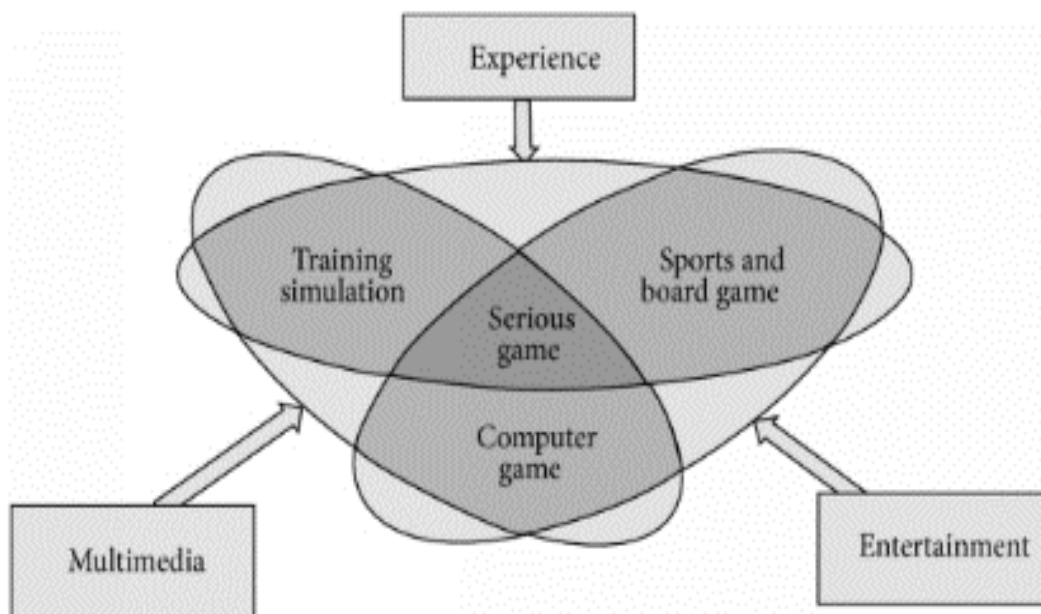 Experience
Training
simulation
Sports and
board game
Serious
game
Computer
game
Multimedia
Entertainment